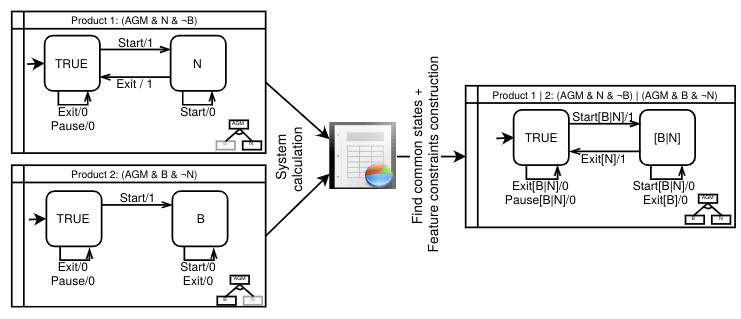 Product 1: (AGM & N & ¬B)
TRUE
Start/1
N
Exit / 1
Exit/0
Pause/0
Start/0
AGM
B
N
Product 2: (AGM & B & ¬N)
TRUE
Start/1
B
Exit/0
Pause/0
Start/0
Exit/0
AGM
B
N
System
calculation
Find common states +
Feature constraints construction
Product 1 | 2: (AGM & N & ¬B) | (AGM & B & ¬N)
TRUE
Start[B|N]/1
[B|N]
Exit[N]/1
Exit[B|N]/0
Pause[B|N]/0
Start[B|N]/0
Exit[B]/0
AGM
B
N